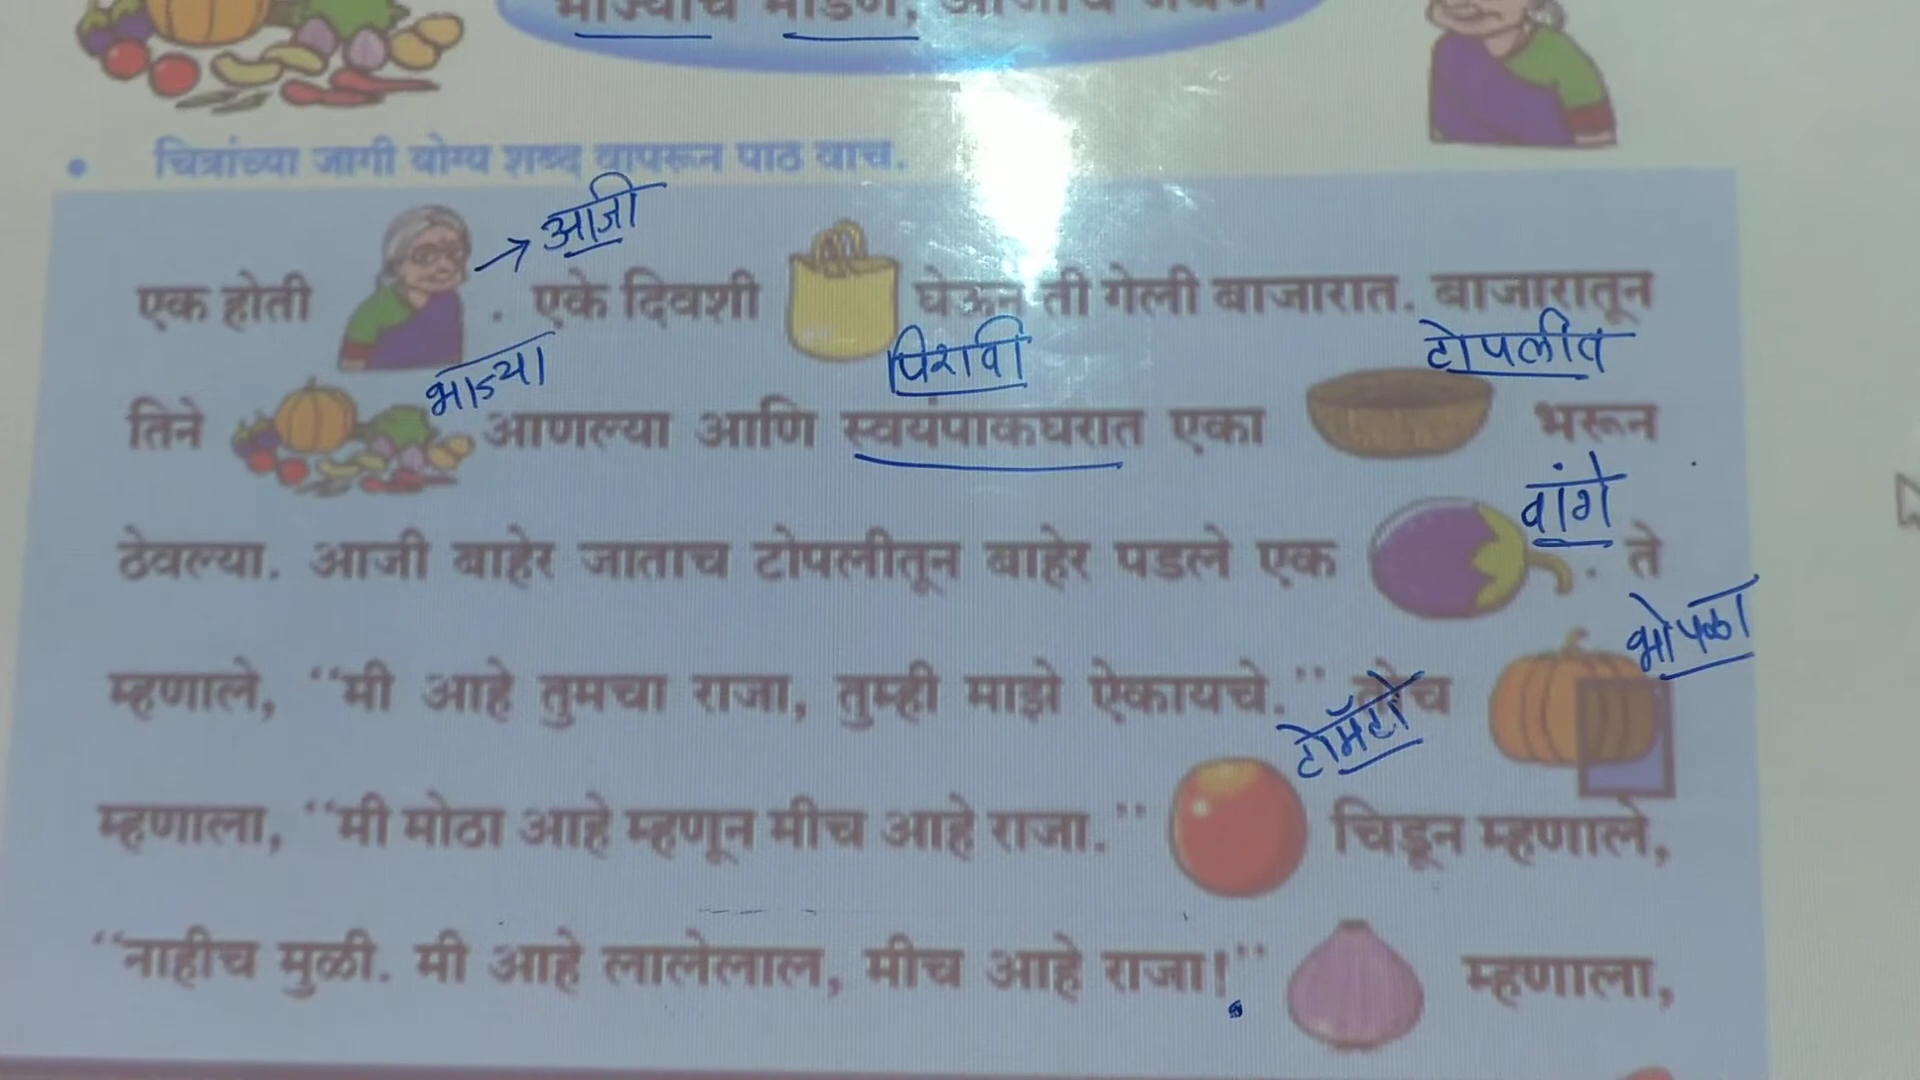 भाज्यांचे भांडण,
• चित्रांच्या जागी योग्य शब्द वापरून पाठ वाच.
आजी
एक होती . एके दिवशी घेऊन ती गेली बाजारात. बाजारातून
भाज्या पिशवी टोपलीत
तिने आणल्या आणि स्वयंपाकघरात एका भरून
वांगे
ठेवल्या. आजी बाहेर जाताच टोपलीतून बाहेर पडले एक . ते
भोपळा
म्हणाले, “मी आहे तुमचा राजा, तुम्ही माझे ऐकायचे.” तोच
टोमॅटो
म्हणाला, “मी मोठा आहे म्हणून मीच आहे राजा.” चिडून म्हणाले,
“नाहीच मुळी. मी आहे लालेलाल, मीच आहे राजा!” म्हणाला,